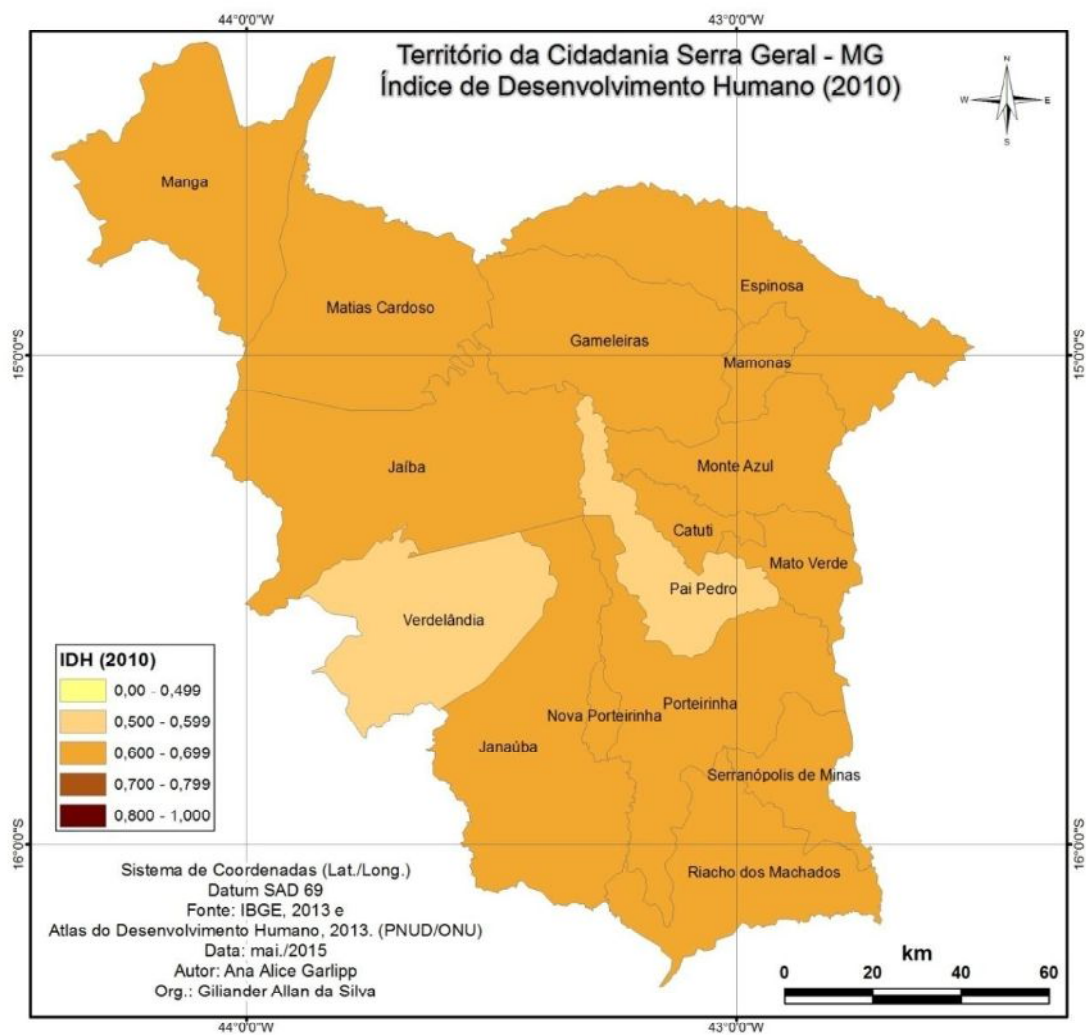 44°0'0"W
43°0'0"W
Território da Cidadania Serra Geral - MG
Índice de Desenvolvimento Humano (2010)
N
W
E
S
Manga
Matias Cardoso
Espinosa
Gameleiras
Mamonas
15°0'0"S
15°0'0"S
Jaíba
Monte Azul
Catuti
Mato Verde
Pai Pedro
Verdelândia
Porteirinha
Nova Porteirinha
Janaúba
Serranópolis de Minas
Riacho dos Machados
16°0'0"S
16°0'0"S
IDH (2010)
0,00 - 0,499
0,500 - 0,599
0,600 - 0,699
0,700 - 0,799
0,800 - 1,000
Sistema de Coordenadas (Lat./Long.)
Datum SAD 69
Fonte: IBGE, 2013 e
Atlas do Desenvolvimento Humano, 2013. (PNUD/ONU)
Data: mai./2015
Autor: Ana Alice Garlipp
Org.: Giliander Allan da Silva
km
0 20 40 60
44°0'0"W
43°0'0"W